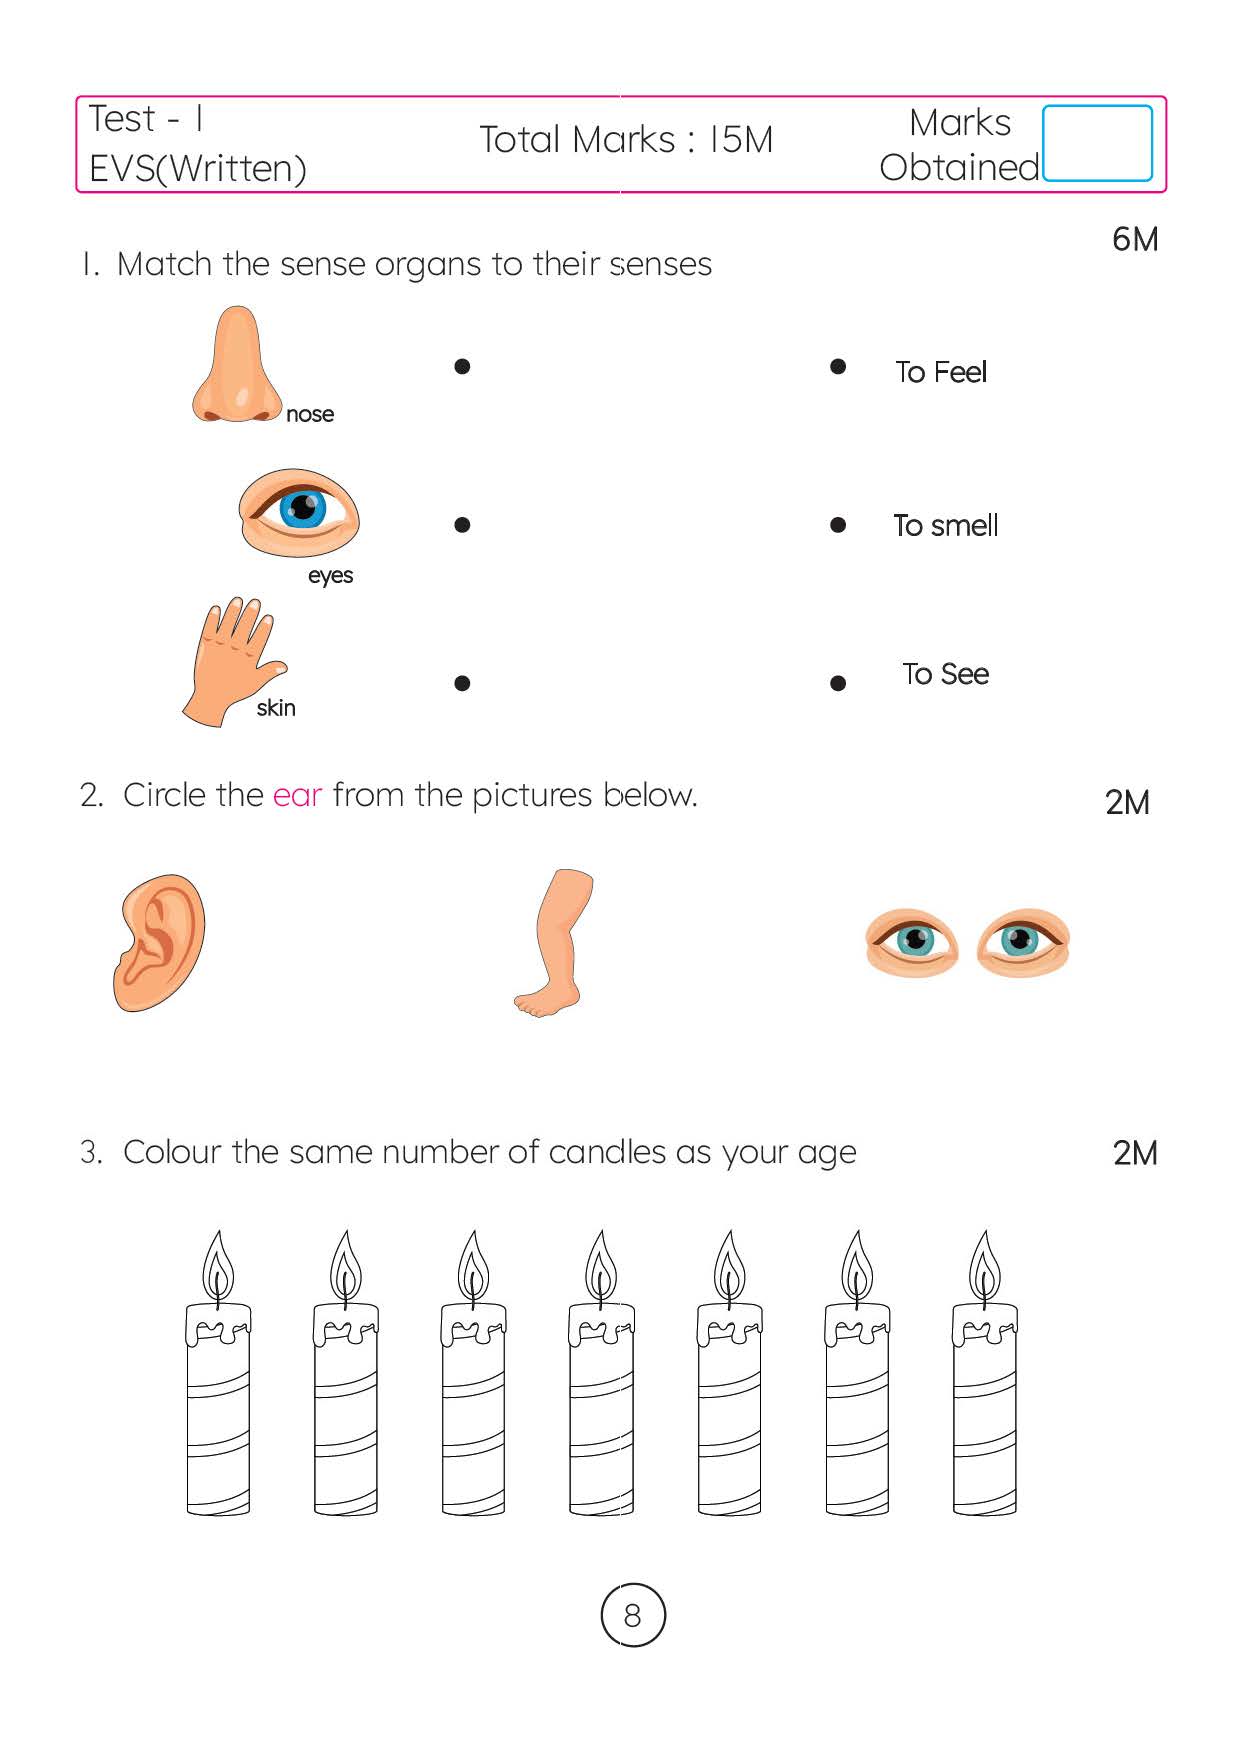 Test - 1
EVS(Written)
Total Marks : 15M
Marks
Obtained
6M
1. Match the sense organs to their senses
nose
To Feel
eyes
To smell
skin
To See
2. Circle the ear from the pictures below.
2M
3. Colour the same number of candles as your age
2M
8